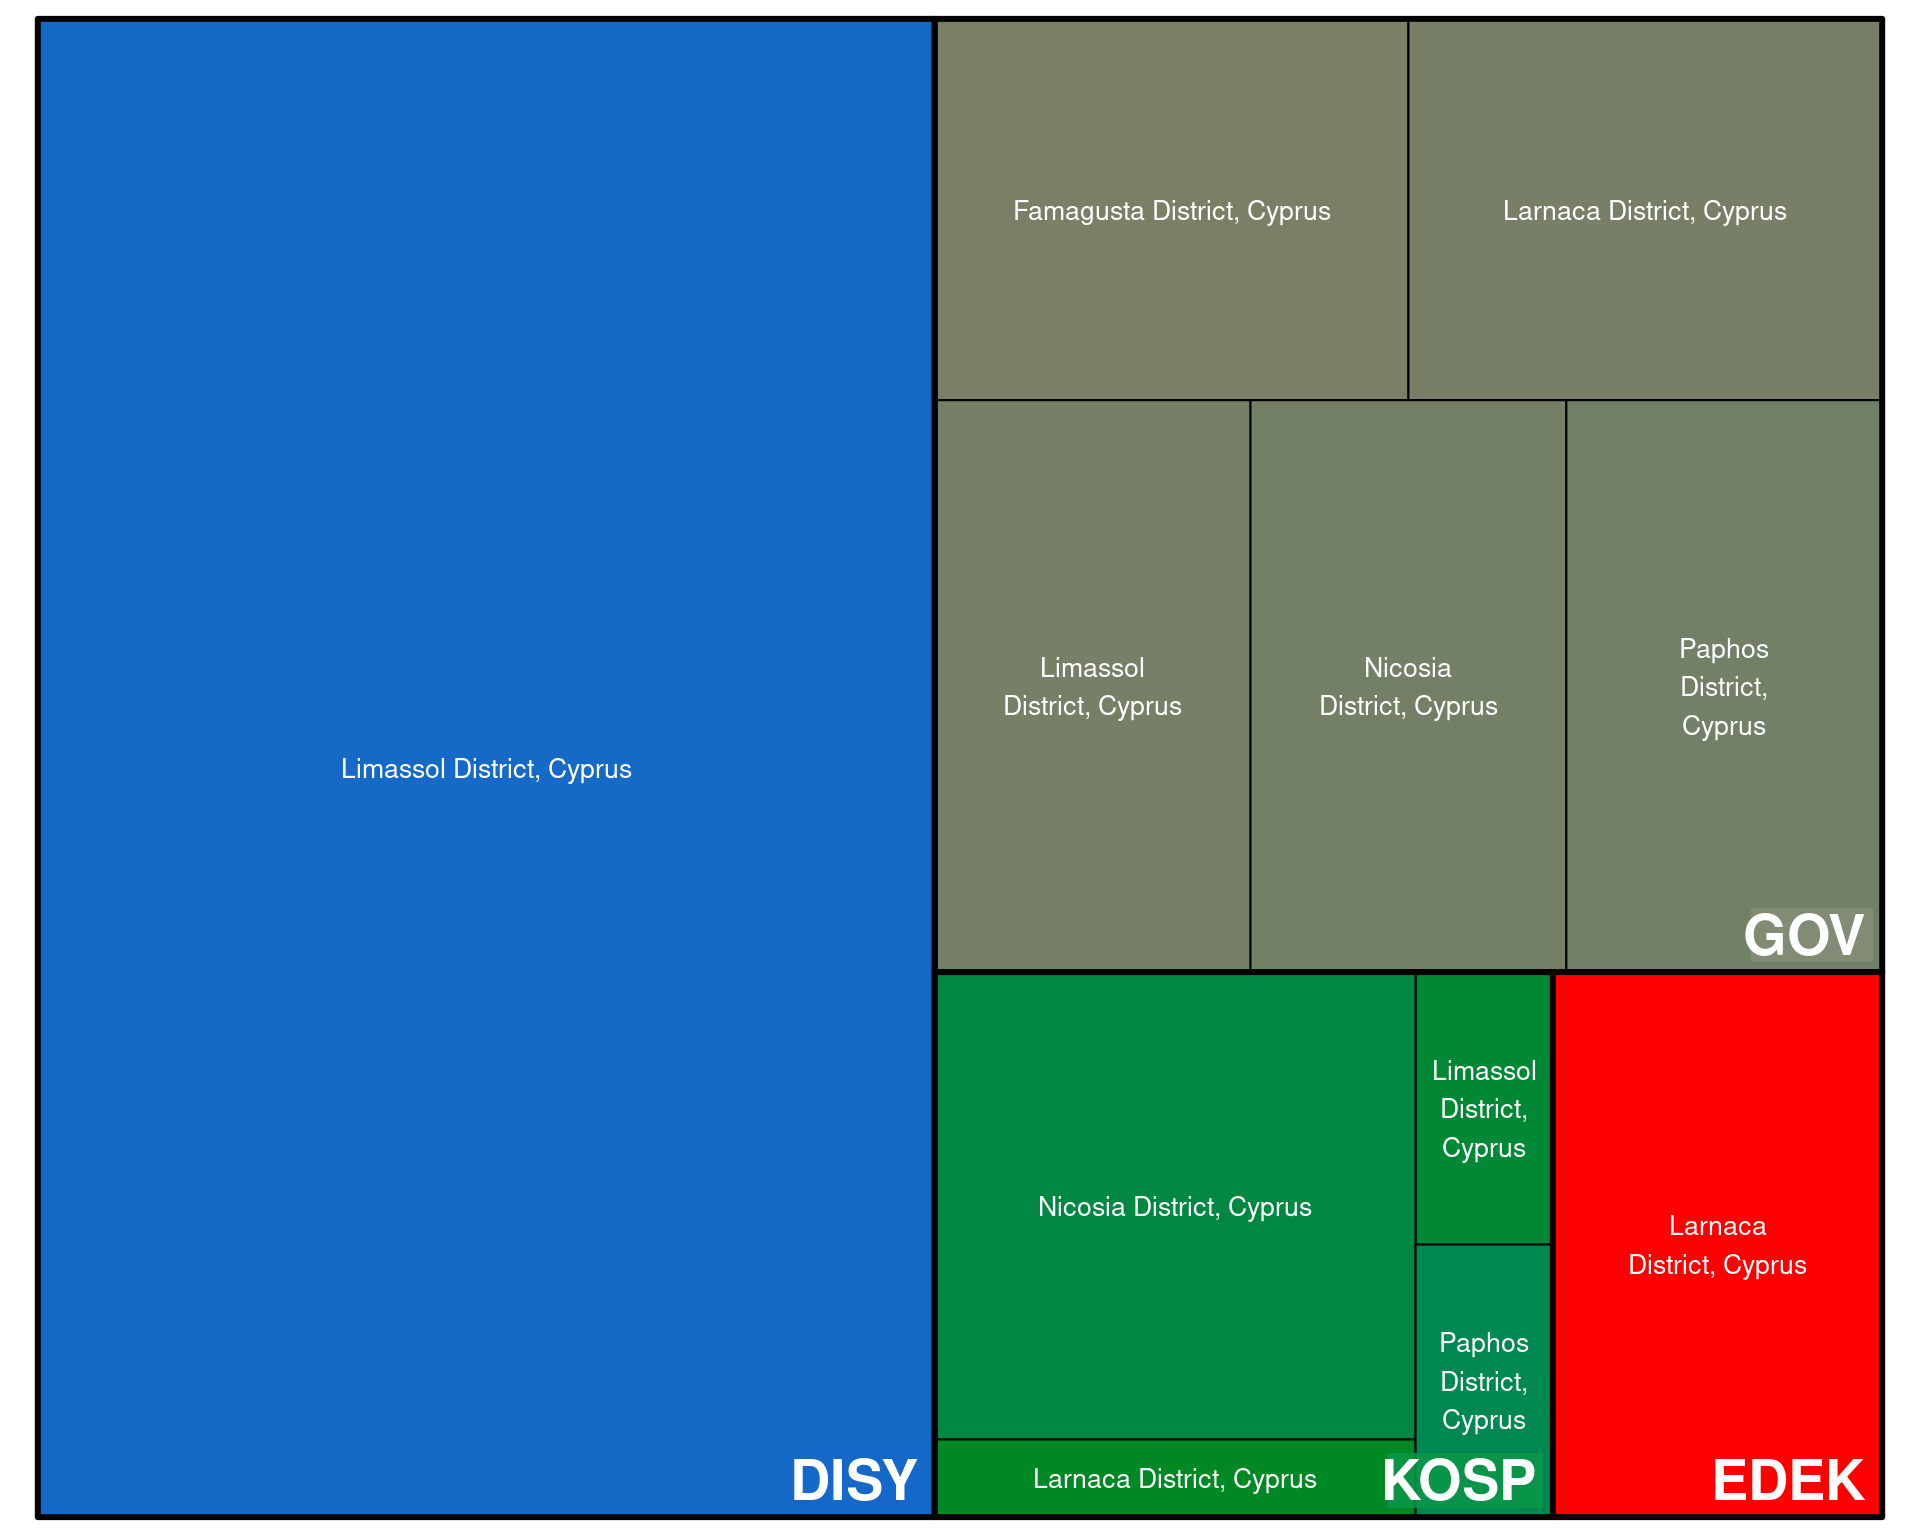 Limassol District, Cyprus
DISY
Famagusta District, Cyprus
Larnaca District, Cyprus
Limassol
District, Cyprus
Nicosia
District, Cyprus
Paphos
District,
Cyprus
GOV
Nicosia District, Cyprus
Limassol
District,
Cyprus
Paphos
District,
Cyprus
Larnaca District, Cyprus
KOSP
Larnaca
District, Cyprus
EDEK